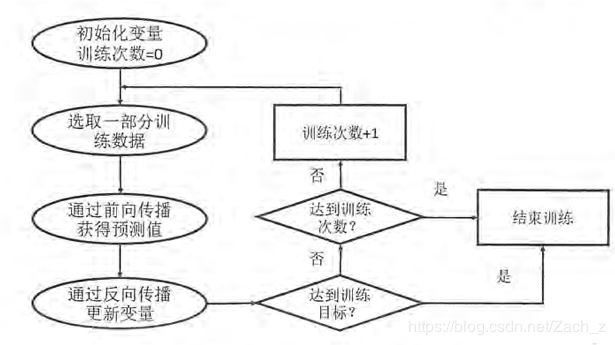 初始化变量
训练次数=0
选取一部分训
练数据
通过前向传播
获得预测值
通过反向传播
更新变量
达到训练
目标?
否
是
达到训练
次数?
否
是
训练次数+1
结束训练
https://blog.csdn.net/Zach_z